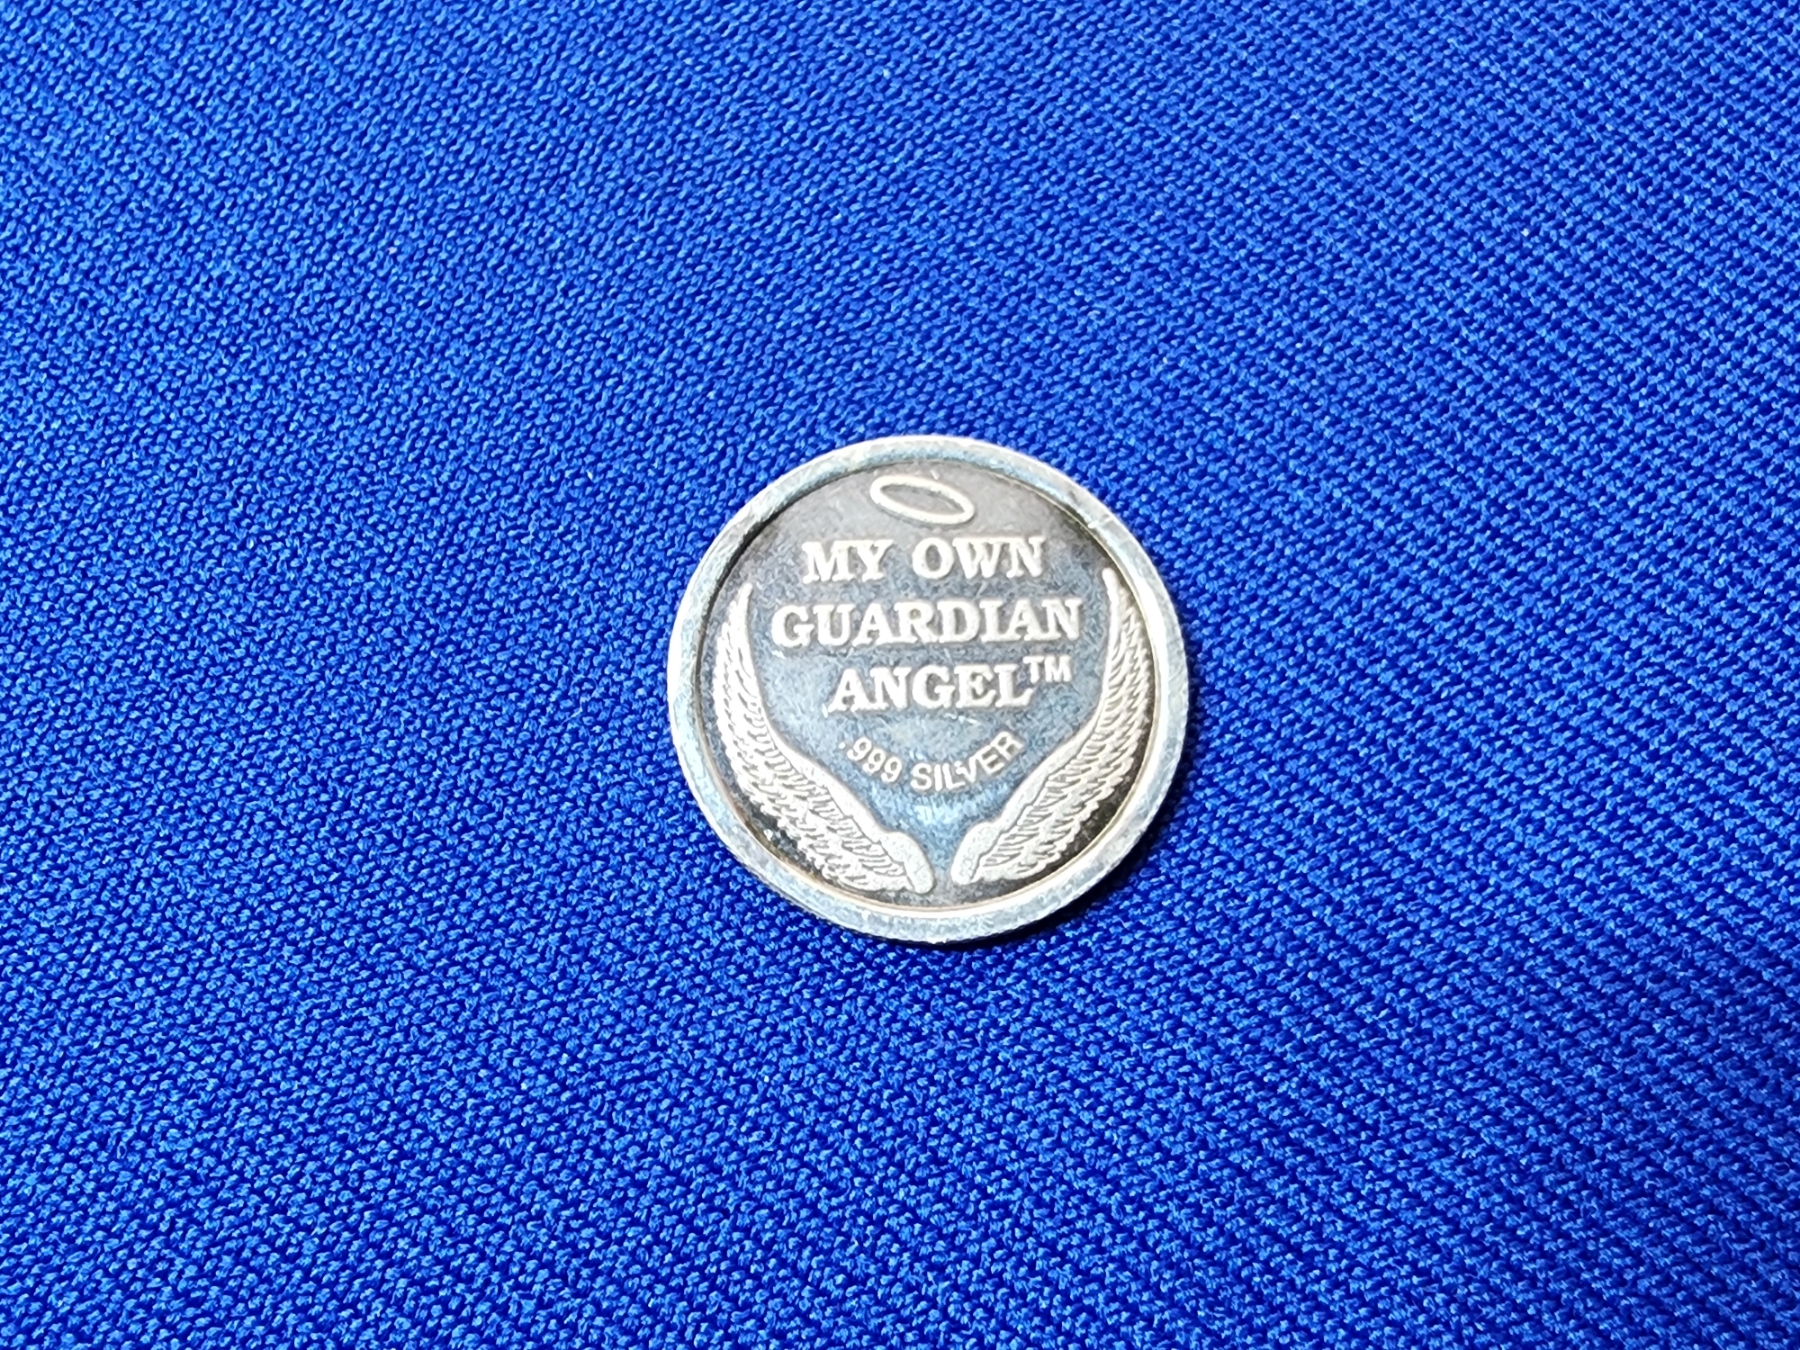 MY OWN
GUARDIAN
ANGEL™
.999 SILVER